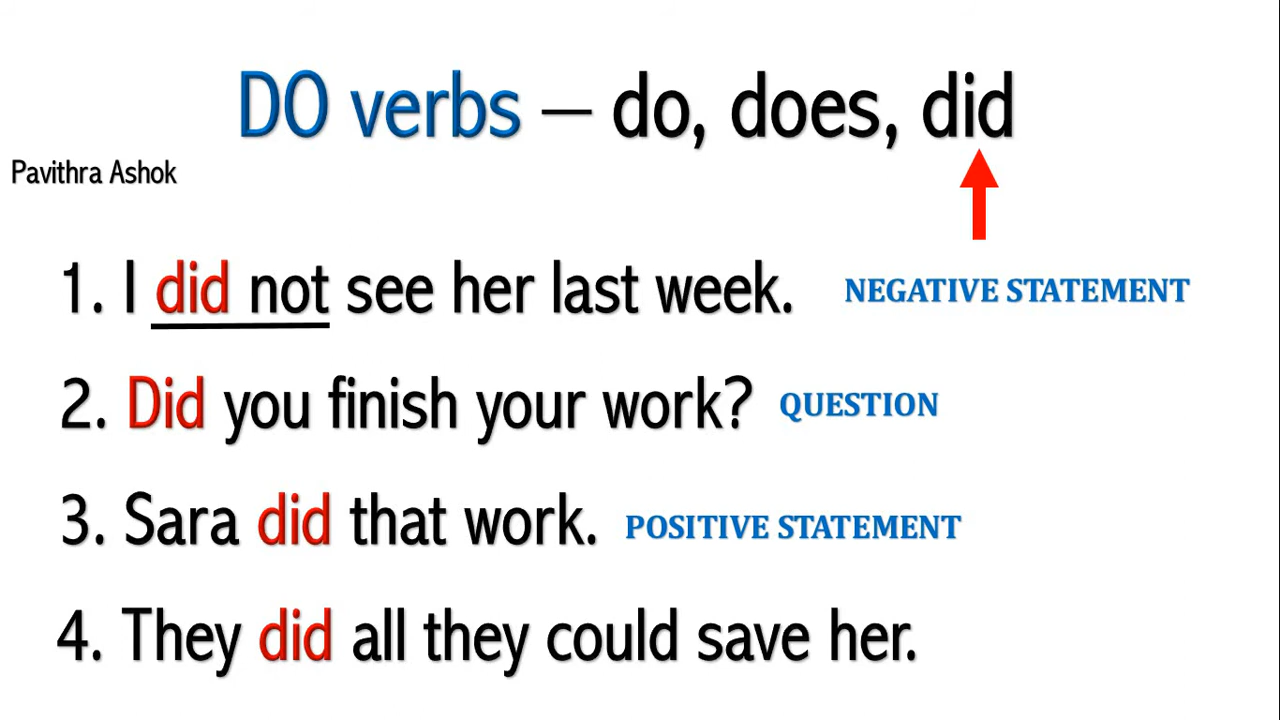 DO verbs – do, does, did
Pavithra Ashok
1. I did not see her last week. NEGATIVE STATEMENT
2. Did you finish your work? QUESTION
3. Sara did that work. POSITIVE STATEMENT
4. They did all they could save her.